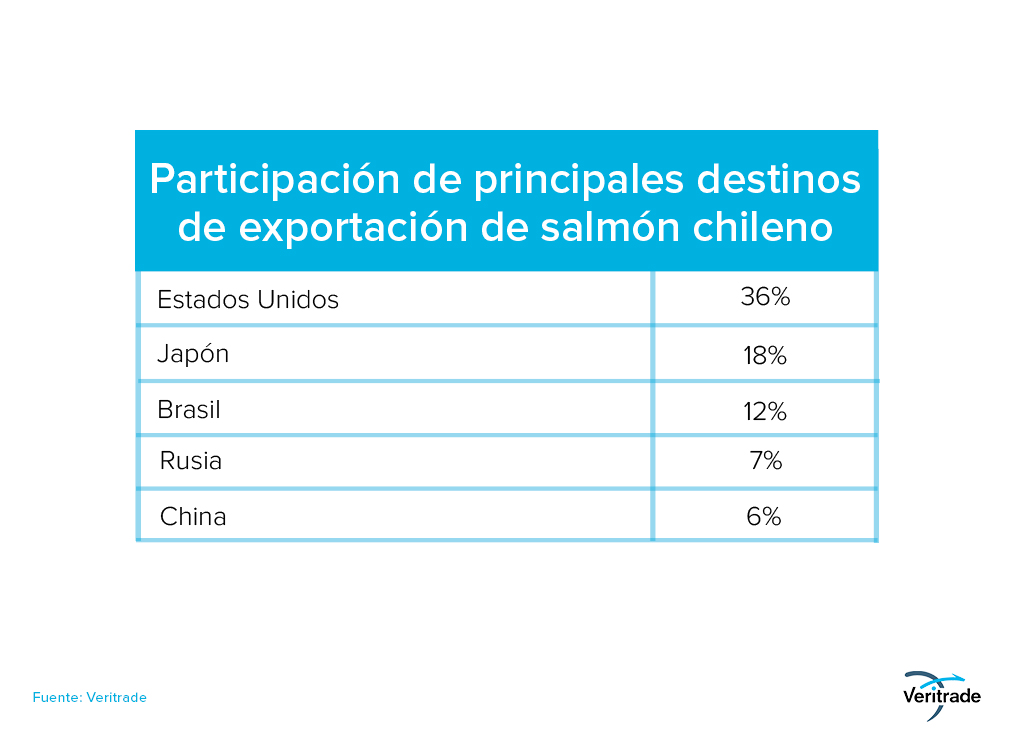 Participación de principales destinos
de exportación de salmón chileno
Estados Unidos 36%
Japón 18%
Brasil 12%
Rusia 7%
China 6%
Fuente: Veritrade
Veritrade